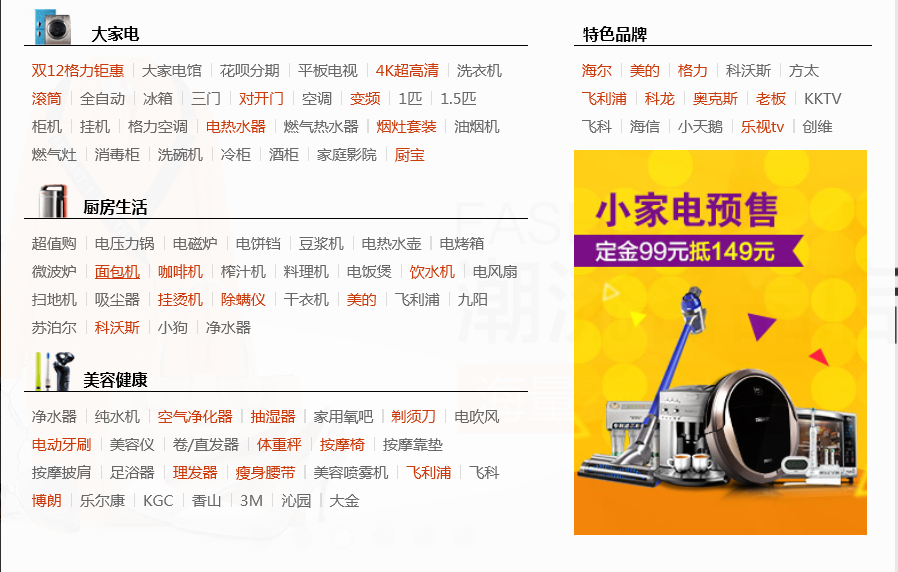 大家电
双12格力钜惠 大家电馆 花呗分期 平板电视 4K超高清 洗衣机
滚筒 全自动 冰箱 三门 对开门 空调 变频 1匹 1.5匹
柜机 挂机 格力空调 电热水器 燃气热水器 烟灶套装 油烟机
燃气灶 消毒柜 洗碗机 冷柜 酒柜 家庭影院 厨宝
厨房生活
超值购 电压力锅 电磁炉 电饼铛 豆浆机 电热水壶 电烤箱
微波炉 面包机 咖啡机 榨汁机 料理机 电饭煲 饮水机 电风扇
扫地机 吸尘器 挂烫机 除螨仪 干衣机 美的 飞利浦 九阳
苏泊尔 科沃斯 小狗 净水器
美容健康
净水器 纯水机 空气净化器 抽湿器 家用氧吧 剃须刀 电吹风
电动牙刷 美容仪 卷/直发器 体重秤 按摩椅 按摩靠垫
按摩披肩 足浴器 理发器 瘦身腰带 美容喷雾机 飞利浦 飞科
博朗 乐尔康 KGC 香山 3M 沁园 大金
特色品牌
海尔 美的 格力 科沃斯 方太
飞利浦 科龙 奥克斯 老板 KKTV
飞科 海信 小天鹅 乐视tv 创维
小家电预售
定金99元抵149元